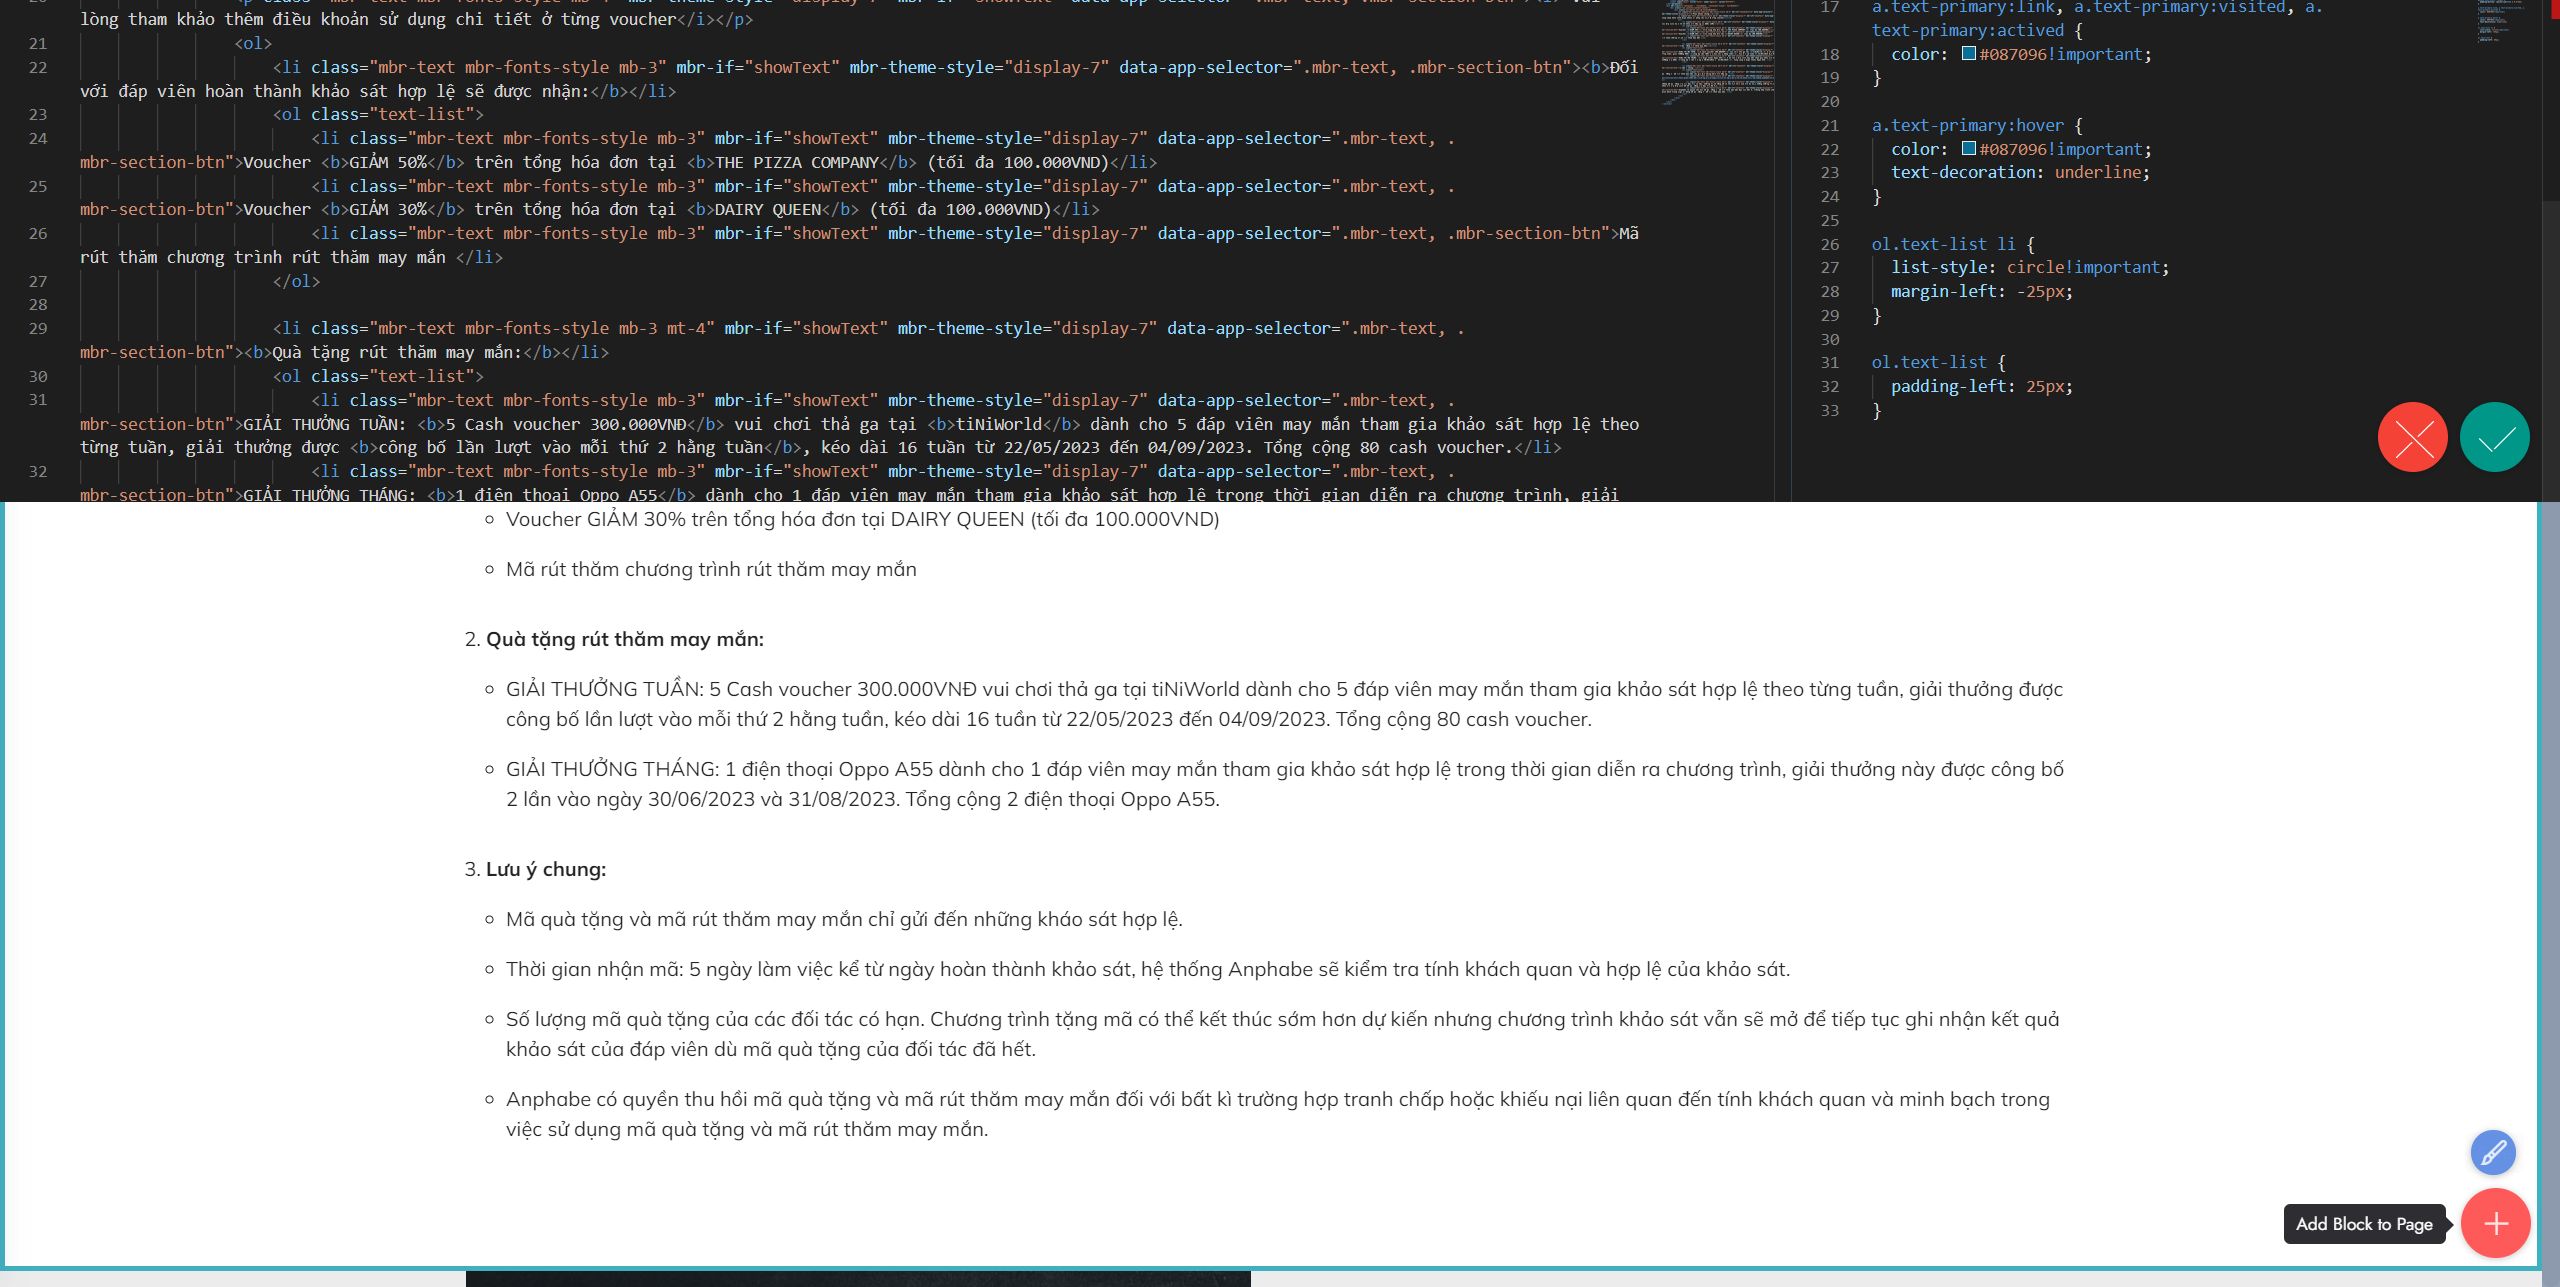 lòng tham khảo thêm điều khoản sử dụng chi tiết ở từng voucher</i></p>
21 <ol>
22 <li class="mbr-text mbr-fonts-style mb-3" mbr-if="showText" mbr-theme-style="display-7" data-app-selector=".mbr-text, .mbr-section-btn"><b>Đối
với đáp viên hoàn thành khảo sát hợp lệ sẽ được nhận:</b></li>
23 <ol class="text-list">
24 <li class="mbr-text mbr-fonts-style mb-3" mbr-if="showText" mbr-theme-style="display-7" data-app-selector=".mbr-text, .
mbr-section-btn">Voucher <b>GIẢM 50%</b> trên tổng hóa đơn tại <b>THE PIZZA COMPANY</b> (tối đa 100.000VND)</li>
25 <li class="mbr-text mbr-fonts-style mb-3" mbr-if="showText" mbr-theme-style="display-7" data-app-selector=".mbr-text, .
mbr-section-btn">Voucher <b>GIẢM 30%</b> trên tổng hóa đơn tại <b>DAIRY QUEEN</b> (tối đa 100.000VND)</li>
26 <li class="mbr-text mbr-fonts-style mb-3" mbr-if="showText" mbr-theme-style="display-7" data-app-selector=".mbr-text, .mbr-section-btn">Mã
rút thăm chương trình rút thăm may mắn </li>
27 </ol>
28
29 <li class="mbr-text mbr-fonts-style mb-3 mt-4" mbr-if="showText" mbr-theme-style="display-7" data-app-selector=".mbr-text, .
mbr-section-btn"><b>Quà tặng rút thăm may mắn:</b></li>
30 <ol class="text-list">
31 <li class="mbr-text mbr-fonts-style mb-3" mbr-if="showText" mbr-theme-style="display-7" data-app-selector=".mbr-text, .
mbr-section-btn">GIẢI THƯỞNG TUẦN: <b>5 Cash voucher 300.000VNĐ</b> vui chơi thả ga tại <b>tiNiWorld</b> dành cho 5 đáp viên may mắn tham gia khảo sát hợp lệ theo
từng tuần, giải thưởng được <b>công bố lần lượt vào mỗi thứ 2 hằng tuần</b>, kéo dài 16 tuần từ 22/05/2023 đến 04/09/2023. Tổng cộng 80 cash voucher.</li>
32 <li class="mbr-text mbr-fonts-style mb-3" mbr-if="showText" mbr-theme-style="display-7" data-app-selector=".mbr-text, .
mbr-section-btn">GIẢI THƯỞNG THÁNG: <b>1 điện thoại Oppo A55</b> dành cho 1 đáp viên may mắn tham gia khảo sát hợp lệ trong thời gian diễn ra chương trình, giải
17 a.text-primary:link, a.text-primary:visited, a.
text-primary:actived {
18 color: #087096!important;
19 }
20
21 a.text-primary:hover {
22 color: #087096!important;
23 text-decoration: underline;
24 }
25
26 ol.text-list li {
27 list-style: circle!important;
28 margin-left: -25px;
29 }
30
31 ol.text-list {
32 padding-left: 25px;
33 }
Voucher GIẢM 30% trên tổng hóa đơn tại DAIRY QUEEN (tối đa 100.000VND)
Mã rút thăm chương trình rút thăm may mắn
2. Quà tặng rút thăm may mắn:
GIẢI THƯỞNG TUẦN: 5 Cash voucher 300.000VNĐ vui chơi thả ga tại tiNiWorld dành cho 5 đáp viên may mắn tham gia khảo sát hợp lệ theo từng tuần, giải thưởng được
công bố lần lượt vào mỗi thứ 2 hằng tuần, kéo dài 16 tuần từ 22/05/2023 đến 04/09/2023. Tổng cộng 80 cash voucher.
GIẢI THƯỞNG THÁNG: 1 điện thoại Oppo A55 dành cho 1 đáp viên may mắn tham gia khảo sát hợp lệ trong thời gian diễn ra chương trình, giải thưởng này được công bố
2 lần vào ngày 30/06/2023 và 31/08/2023. Tổng cộng 2 điện thoại Oppo A55.
3. Lưu ý chung:
Mã quà tặng và mã rút thăm may mắn chỉ gửi đến những kháo sát hợp lệ.
Thời gian nhận mã: 5 ngày làm việc kể từ ngày hoàn thành khảo sát, hệ thống Anphabe sẽ kiểm tra tính khách quan và hợp lệ của khảo sát.
Số lượng mã quà tặng của các đối tác có hạn. Chương trình tặng mã có thể kết thúc sớm hơn dự kiến nhưng chương trình khảo sát vẫn sẽ mở để tiếp tục ghi nhận kết quả
khảo sát của đáp viên dù mã quà tặng của đối tác đã hết.
Anphabe có quyền thu hồi mã quà tặng và mã rút thăm may mắn đối với bất kì trường hợp tranh chấp hoặc khiếu nại liên quan đến tính khách quan và minh bạch trong
việc sử dụng mã quà tặng và mã rút thăm may mắn.
Add Block to Page